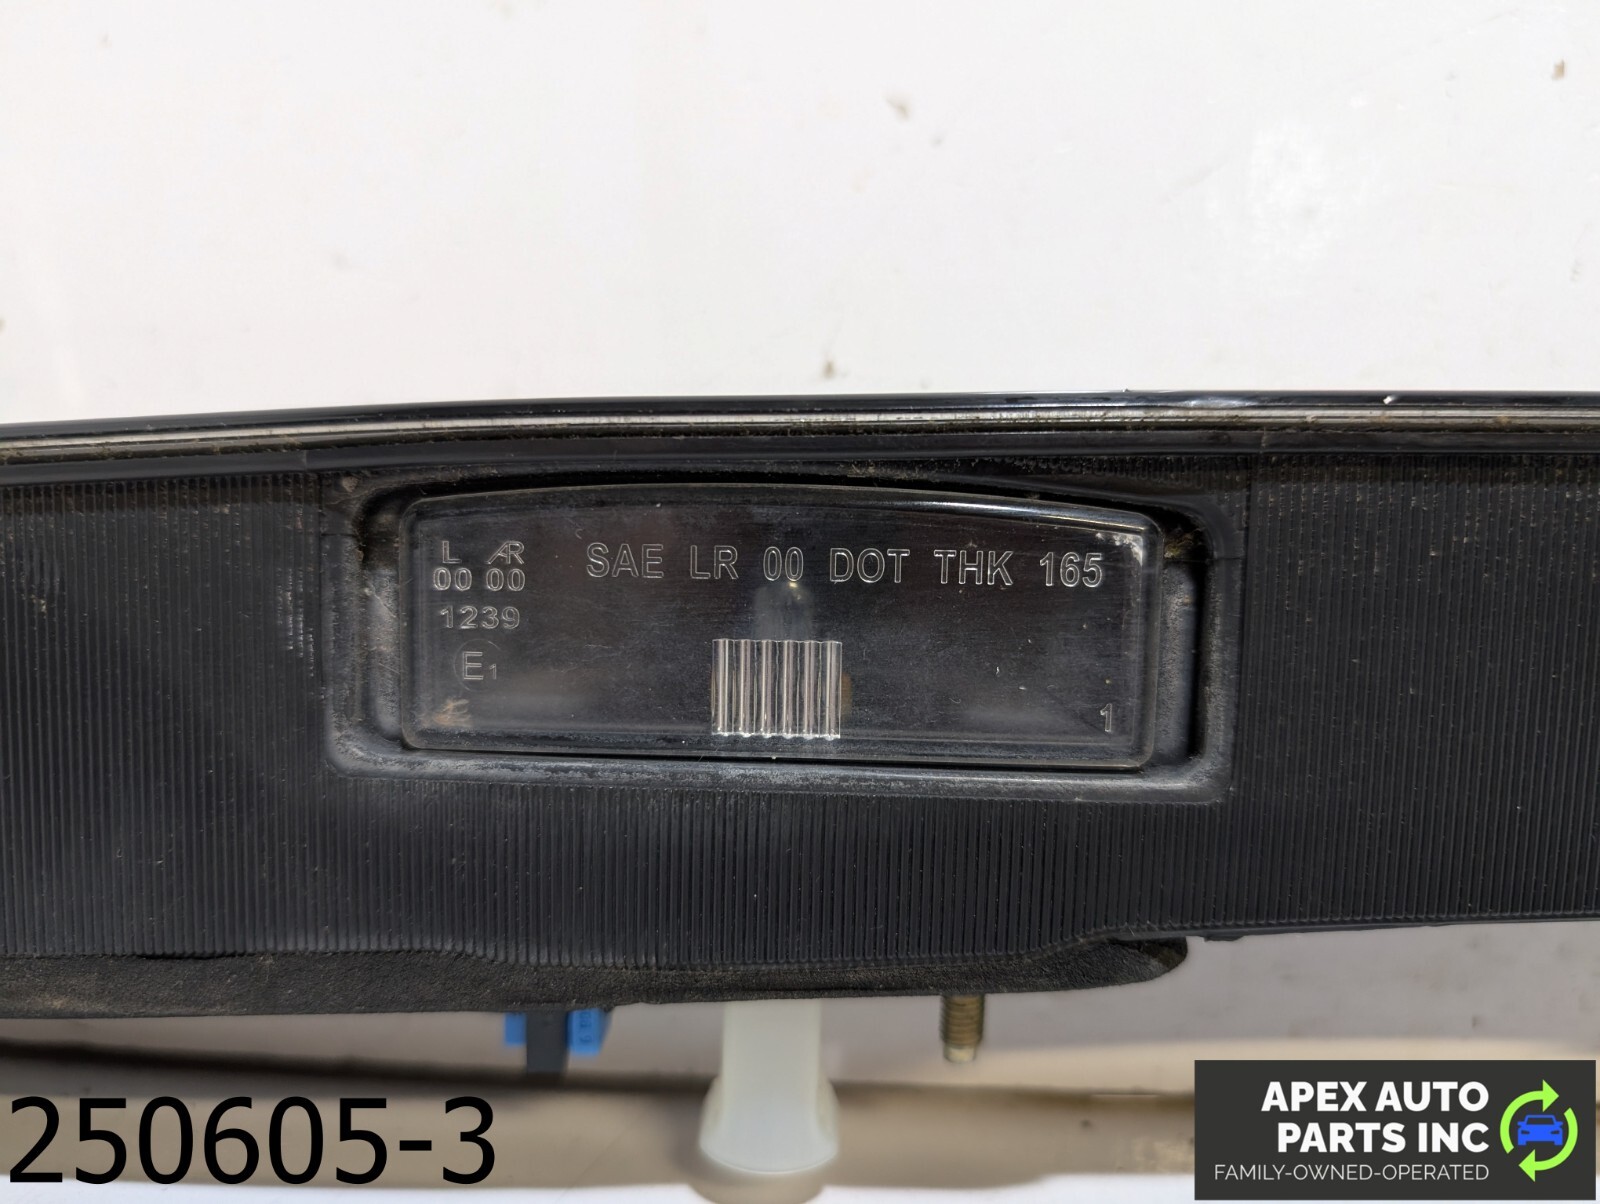 L AR
00 00
1239
E1
SAE LR 00 DOT THK 165
1
250605-3
APEX AUTO
PARTS INC
FAMILY-OWNED-OPERATED